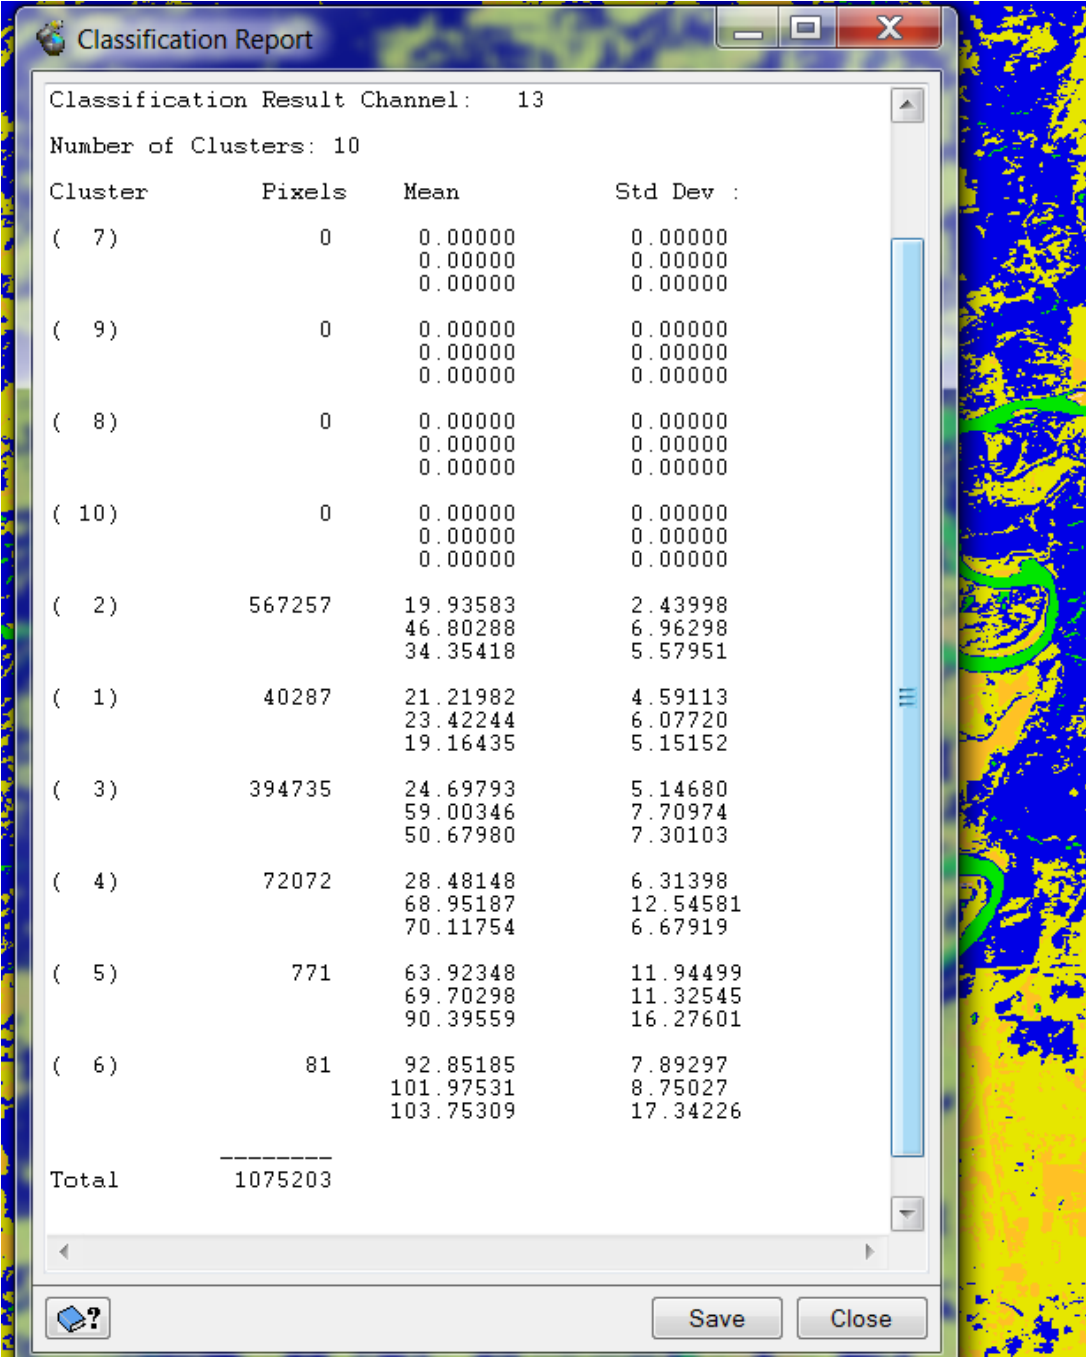 Classification Report
Classification Result Channel: 13
Number of Clusters: 10
Cluster Pixels Mean Std Dev :
( 7) 0 0.00000 0.00000
0.00000 0.00000
0.00000 0.00000
( 9) 0 0.00000 0.00000
0.00000 0.00000
0.00000 0.00000
( 8) 0 0.00000 0.00000
0.00000 0.00000
0.00000 0.00000
( 10) 0 0.00000 0.00000
0.00000 0.00000
0.00000 0.00000
( 2) 567257 19.93583 2.43998
46.80288 6.96298
34.35418 5.57951
( 1) 40287 21.21982 4.59113
23.42244 6.07720
19.16435 5.15152
( 3) 394735 24.69793 5.14680
59.00346 7.70974
50.67980 7.30103
( 4) 72072 28.48148 6.31398
68.95187 12.54581
70.11754 6.67919
( 5) 771 63.92348 11.94499
69.70298 11.32545
90.39559 16.27601
( 6) 81 92.85185 7.89297
101.97531 8.75027
103.75309 17.34226
--------
Total 1075203
? Save Close